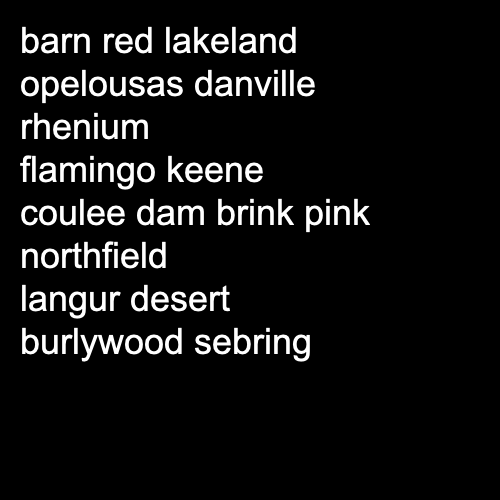 barn red lakeland
opelousas danville
rhenium
flamingo keene
coulee dam brink pink
northfield
langur desert
burlywood sebring